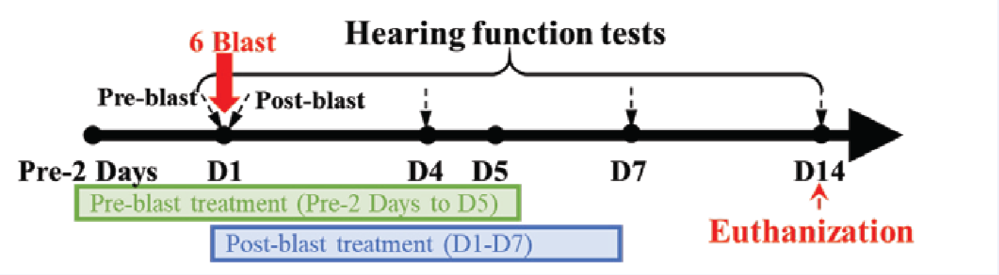 Hearing function tests
6 Blast
Pre-blast
Post-blast
Pre-2 Days
D1
D4
D5
D7
D14
Pre-blast treatment (Pre-2 Days to D5)
Post-blast treatment (D1-D7)
Euthanization